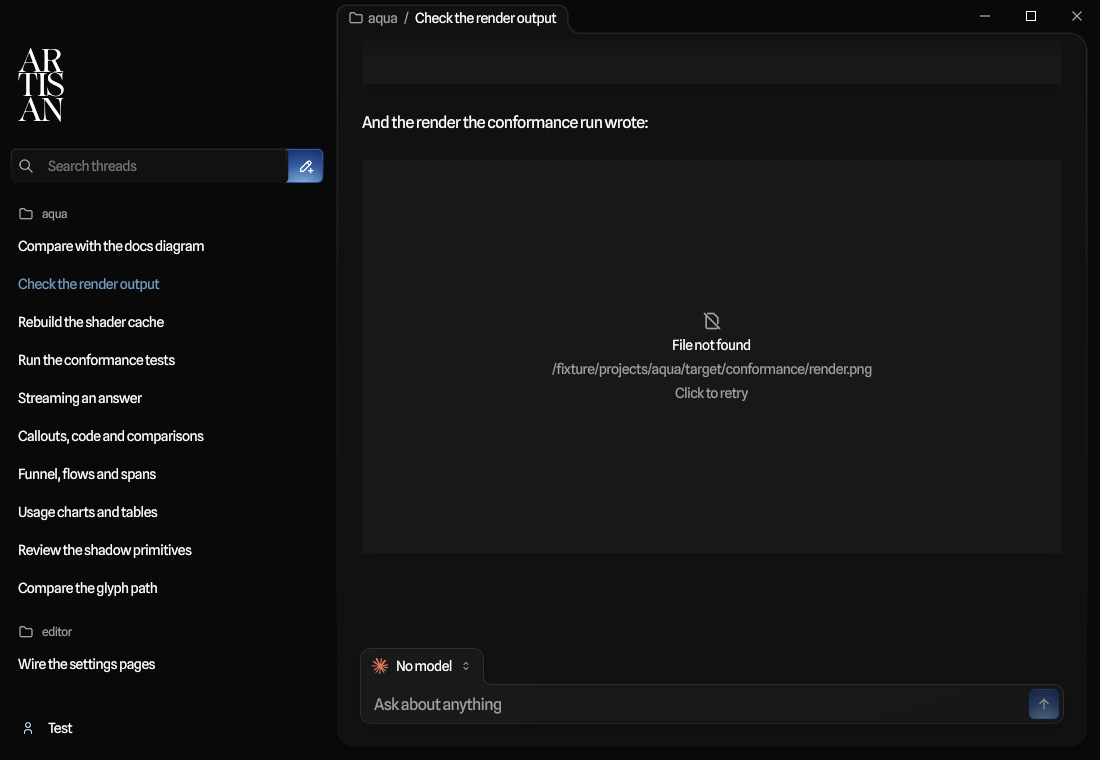 aqua / Check the render output
AR
TIS
AN
Search threads
aqua
Compare with the docs diagram
Check the render output
Rebuild the shader cache
Run the conformance tests
Streaming an answer
Callouts, code and comparisons
Funnel, flows and spans
Usage charts and tables
Review the shadow primitives
Compare the glyph path
editor
Wire the settings pages
Test
And the render the conformance run wrote:
File not found
/fixture/projects/aqua/target/conformance/render.png
Click to retry
No model
Ask about anything